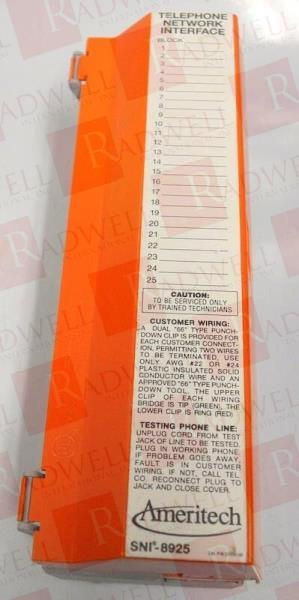 TELEPHONE
NETWORK
INTERFACE
BLOCK
1
2
3
4
5
6
7
8
9
10
11
12
13
14
15
16
17
18
19
20
21
22
23
24
25
CAUTION:
TO BE SERVICED ONLY
BY TRAINED TECHNICIANS
CUSTOMER WIRING:
A DUAL "66" TYPE PUNCH-
DOWN CLIP IS PROVIDED FOR
EACH CUSTOMER CONNECT-
ION, PERMITTING TWO WIRES
TO BE TERMINATED, USE
ONLY AWG #22 OR #24
PLASTIC INSULATED SOLID
CONDUCTOR WIRE AND AN
APPROVED "66" TYPE PUNCH-
DOWN TOOL. THE UPPER
CLIP OF EACH WIRING
BRIDGE IS TIP (GREEN), THE
LOWER CLIP IS RING (RED)
TESTING PHONE LINE:
UNPLUG CORD FROM TEST
JACK OF LINE TO BE TESTED.
PLUG IN WORKING PHONE.
IF PROBLEM GOES AWAY,
FAULT IS IN CUSTOMER
WIRING. IF NOT, CALL TEL.
CO. RECONNECT PLUG TO
JACK AND CLOSE COVER.
Ameritech
SNI®-8925
RADWELL